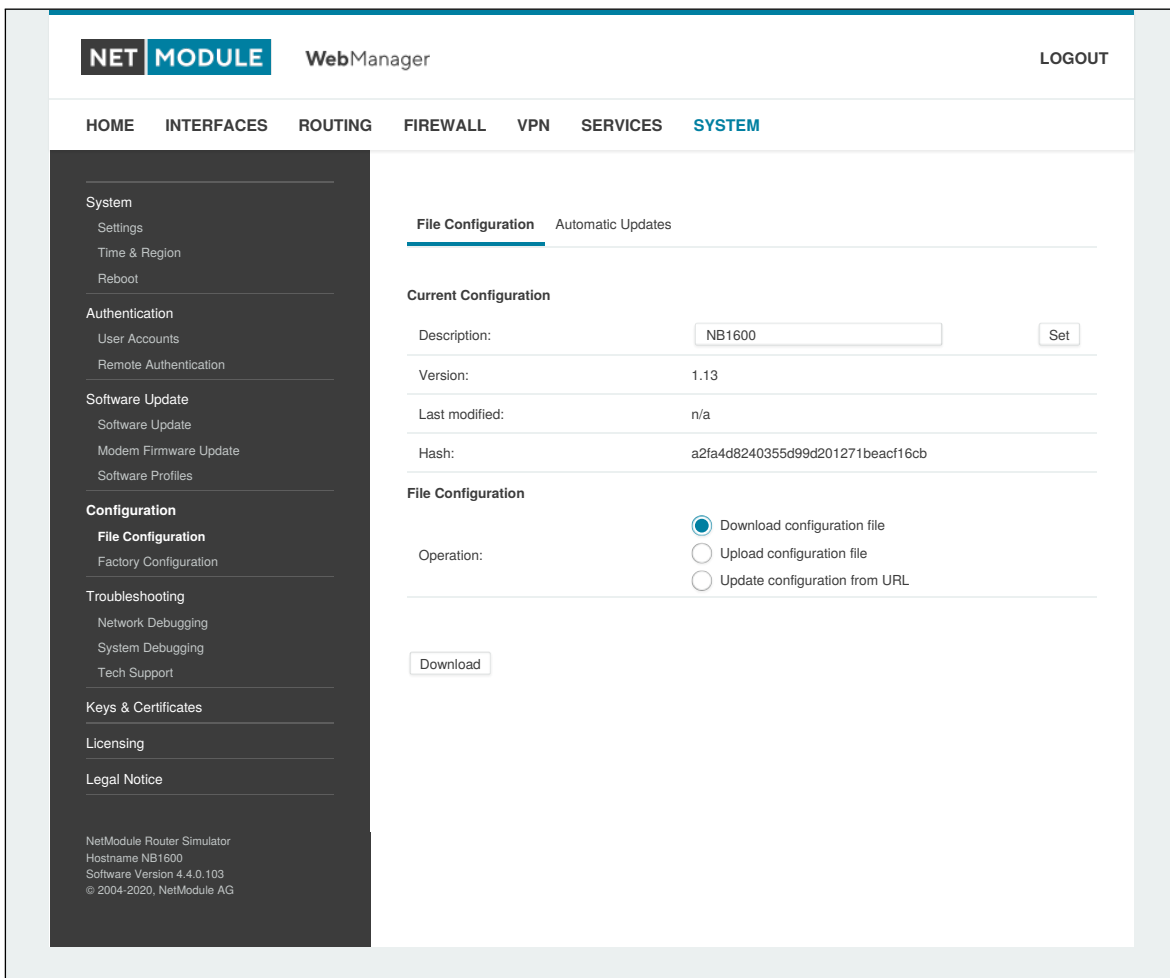 NET MODULE WebManager LOGOUT
HOME INTERFACES ROUTING FIREWALL VPN SERVICES SYSTEM
System
Settings
Time & Region
Reboot
Authentication
User Accounts
Remote Authentication
Software Update
Software Update
Modem Firmware Update
Software Profiles
Configuration
File Configuration
Factory Configuration
Troubleshooting
Network Debugging
System Debugging
Tech Support
Keys & Certificates
Licensing
Legal Notice
NetModule Router Simulator
Hostname NB1600
Software Version 4.4.0.103
© 2004-2020, NetModule AG
File Configuration Automatic Updates
Current Configuration
Description: NB1600 Set
Version: 1.13
Last modified: n/a
Hash: a2fa4d8240355d99d201271beacf16cb
File Configuration
Operation:
Download configuration file
Upload configuration file
Update configuration from URL
Download